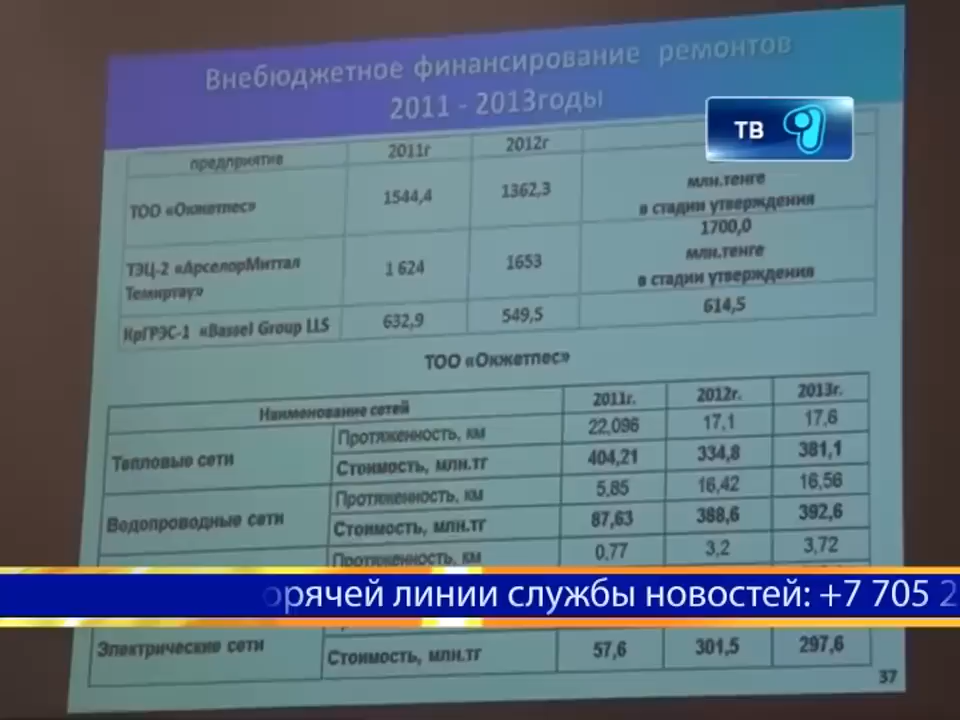 Внебюджетное финансирование ремонтов
2011 - 2013годы
ТВ
предприятие 2011г 2012г
ТОО «Окжетпес» 1544,4 1362,3 млн.тенге
в стадии утверждения
1700,0
ТЭЦ-2 «АрселорМиттал
Темиртау» 1 624 1653 млн.тенге
в стадии утверждения
КрГРЭС-1 «Bassel Group LLS 632,9 549,5 614,5
ТОО «Окжетпес»
Наименование сетей 2011г. 2012г. 2013г.
Тепловые сети Протяженность, км 22,096 17,1 17,6
Стоимость, млн.тг 404,21 334,8 381,1
Водопроводные сети Протяженность, км 5,85 16,42 16,56
Стоимость, млн.тг 87,63 388,6 392,6
Протяженность, км 0,77 3,2 3,72
орячей линии службы новостей: +7 705 2
Электрические сети Стоимость, млн.тг 57,6 301,5 297,6
37